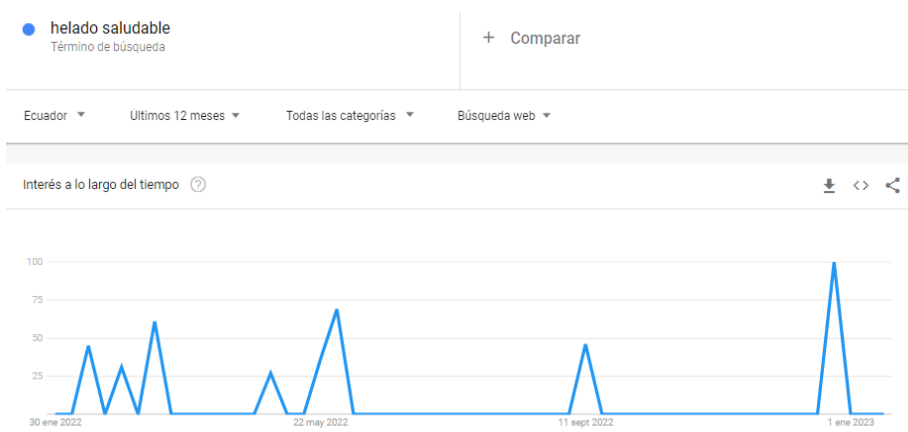 helado saludable
Término de búsqueda
+ Comparar
Ecuador
Últimos 12 meses
Todas las categorías
Búsqueda web
Interés a lo largo del tiempo
100
75
50
25
30 ene 2022
22 may 2022
11 sept 2022
1 ene 2023